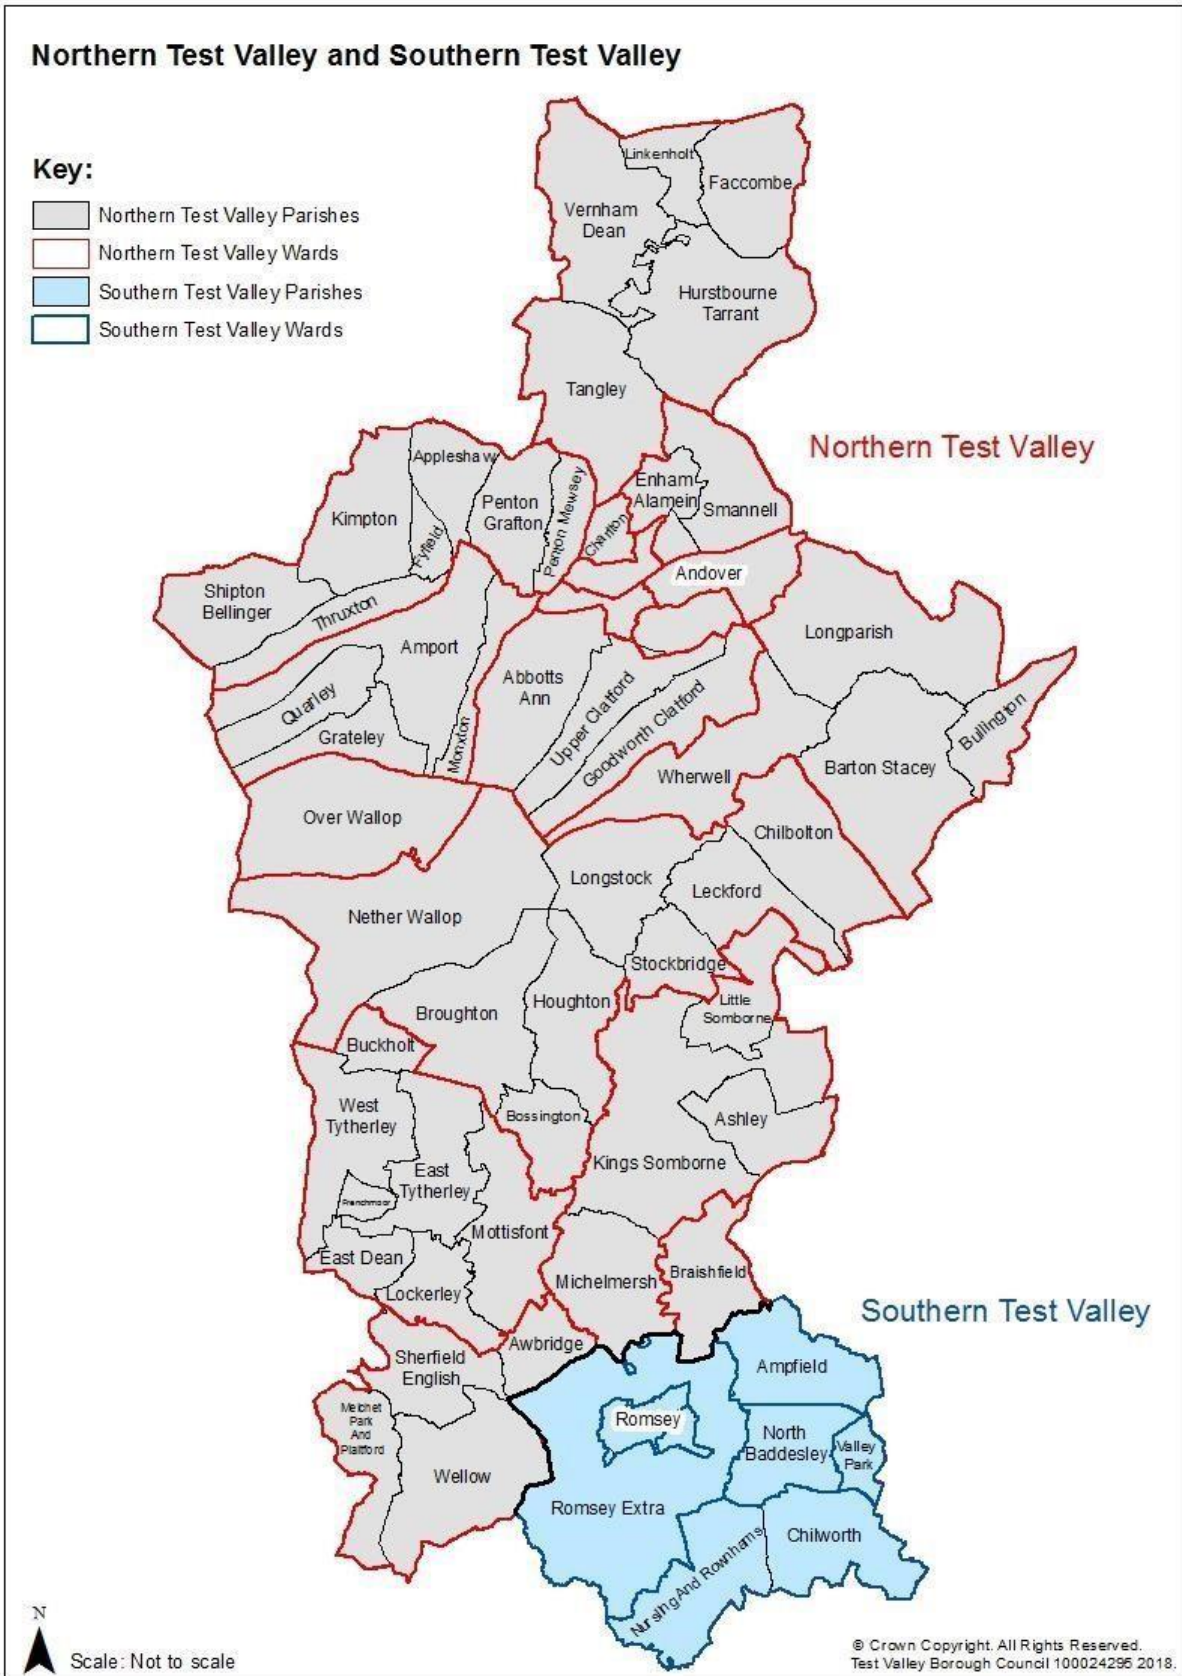 Northern Test Valley and Southern Test Valley
Key:
Northern Test Valley Parishes
Northern Test Valley Wards
Southern Test Valley Parishes
Southern Test Valley Wards
Linkenholt
Faccombe
Vernham
Dean
Hurstbourne
Tarrant
Tangley
Northern Test Valley
Appleshaw
Kimpton
Fyfield
Penton
Grafton
Penton Mewsey
Charlton
Enham
Alamein
Smannell
Andover
Shipton
Bellinger
Thruxton
Amport
Quarley
Grateley
Monxton
Abbotts
Ann
Upper Clatford
Goodworth Clatford
Longparish
Wherwell
Barton Stacey
Bullington
Over Wallop
Chilbolton
Longstock
Leckford
Nether Wallop
Stockbridge
Broughton
Houghton
Little
Somborne
Buckholt
West
Tytherley
Bossington
Ashley
Kings Somborne
East
Tytherley
Frenchmoor
Mottisfont
East Dean
Lockerley
Michelmersh
Braishfield
Southern Test Valley
Awbridge
Sherfield
English
Ampfield
Melchet
Park
And
Plaitford
Romsey
North
Baddesley
Valley
Park
Wellow
Romsey Extra
Nursling And Rownhams
Chilworth
N
Scale: Not to scale
© Crown Copyright. All Rights Reserved.
Test Valley Borough Council 100024295 2018.